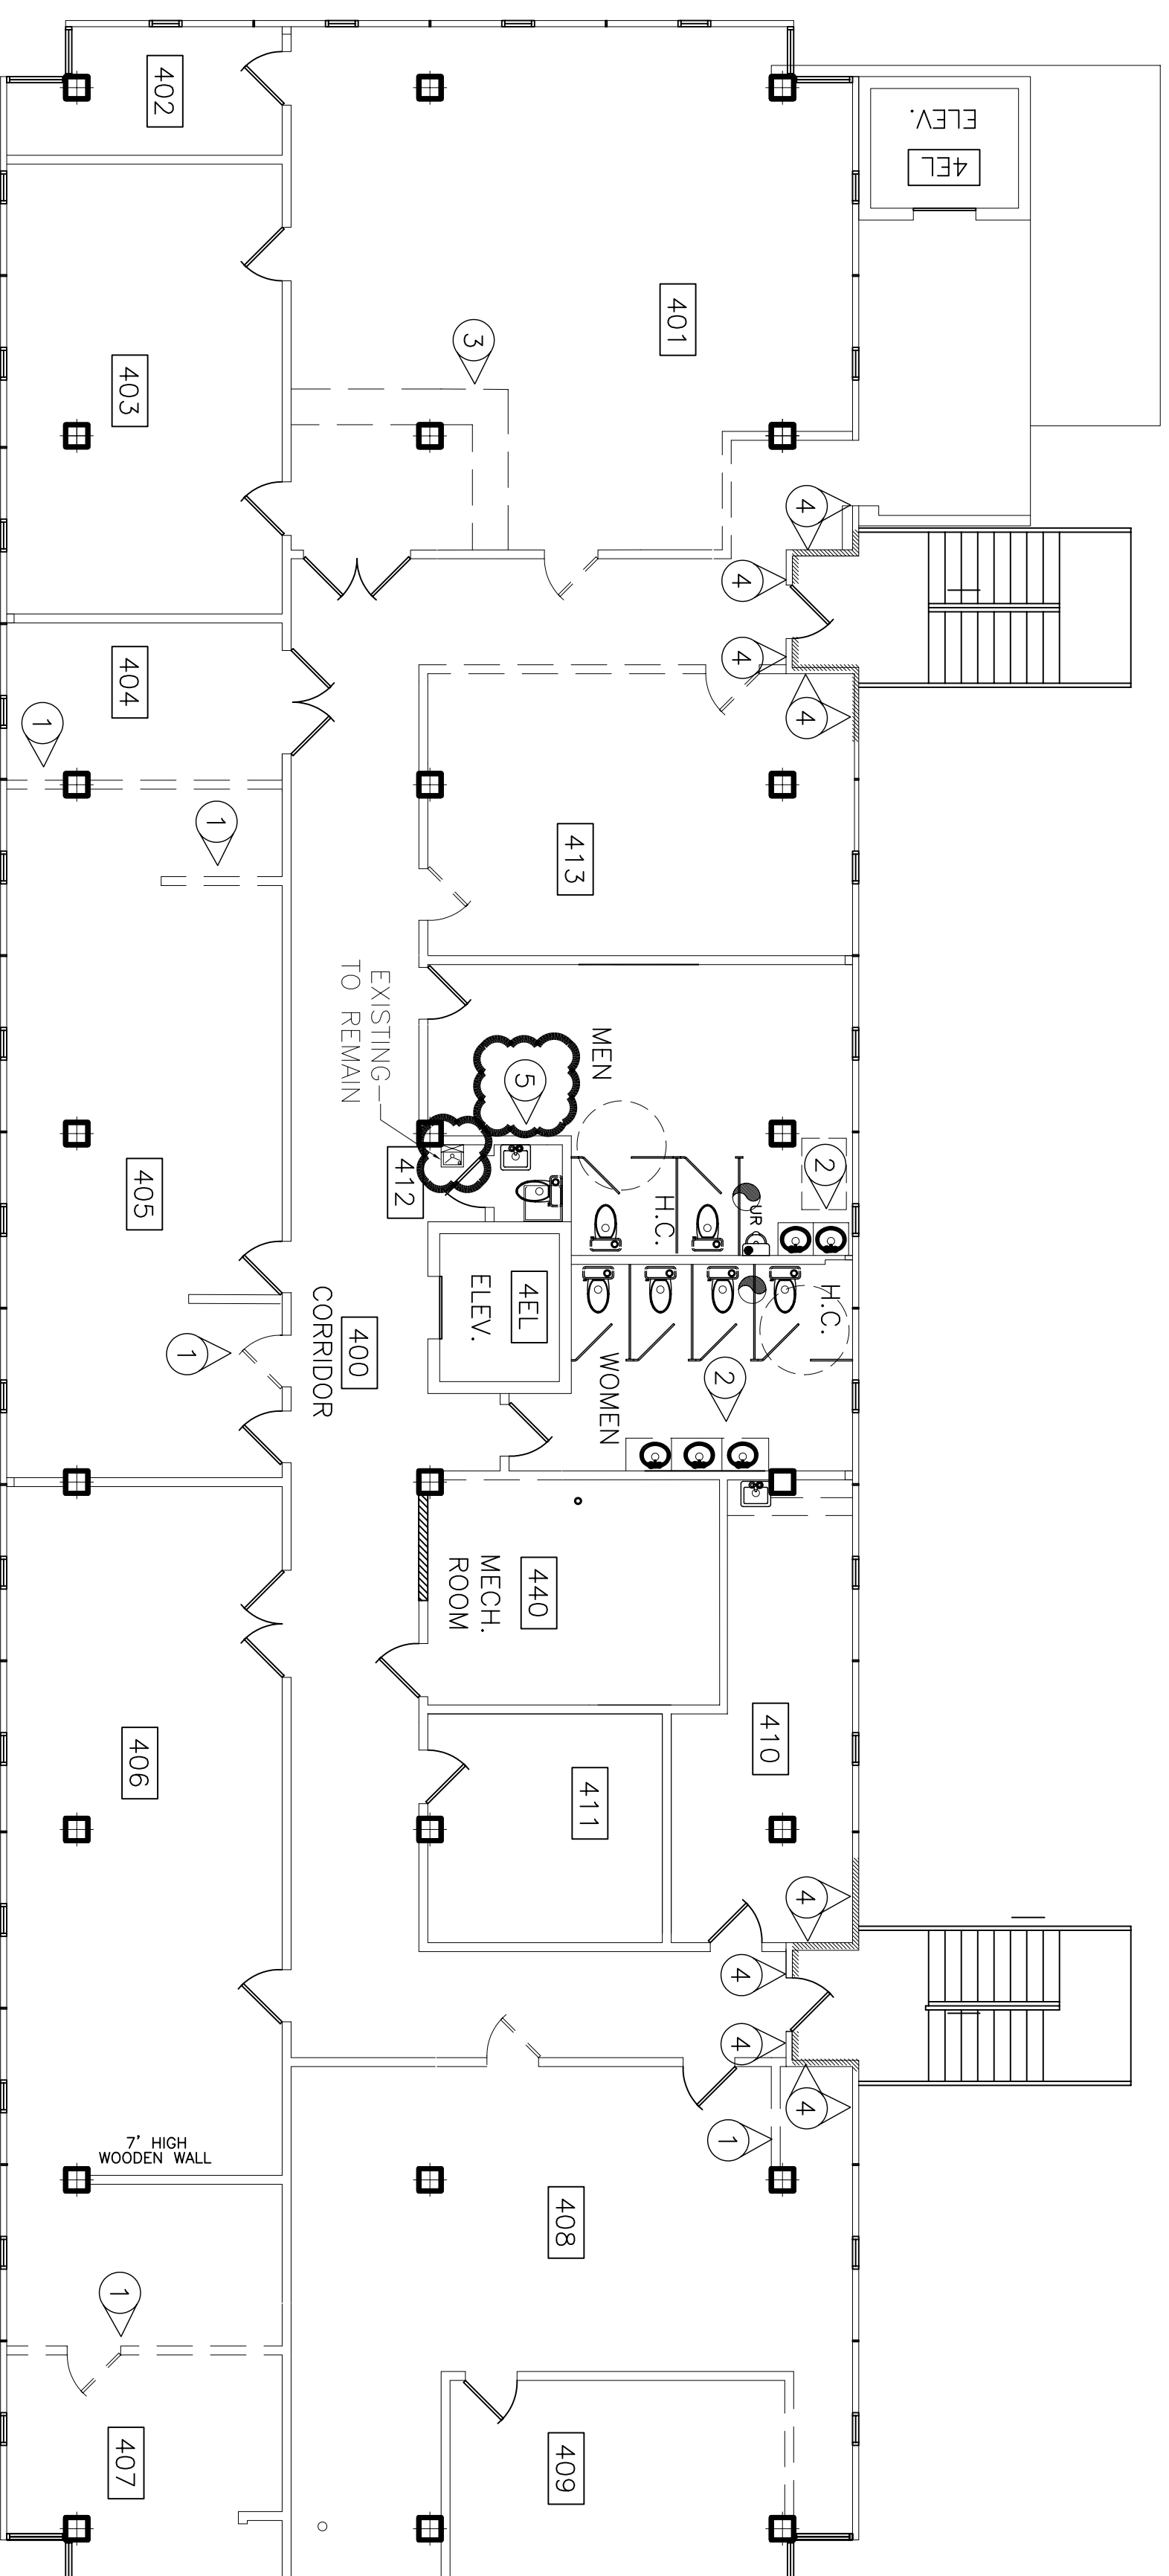 402
ELEV.
4EL
401
3
403
4
4
4
4
404
1
1
413
EXISTING
TO REMAIN
MEN
5
412
2
H.C.
UR
405
4EL
ELEV.
400
CORRIDOR
1
H.C.
WOMEN
2
440
MECH.
ROOM
410
411
406
4
4
4
4
1
7' HIGH
WOODEN WALL
408
1
407
409